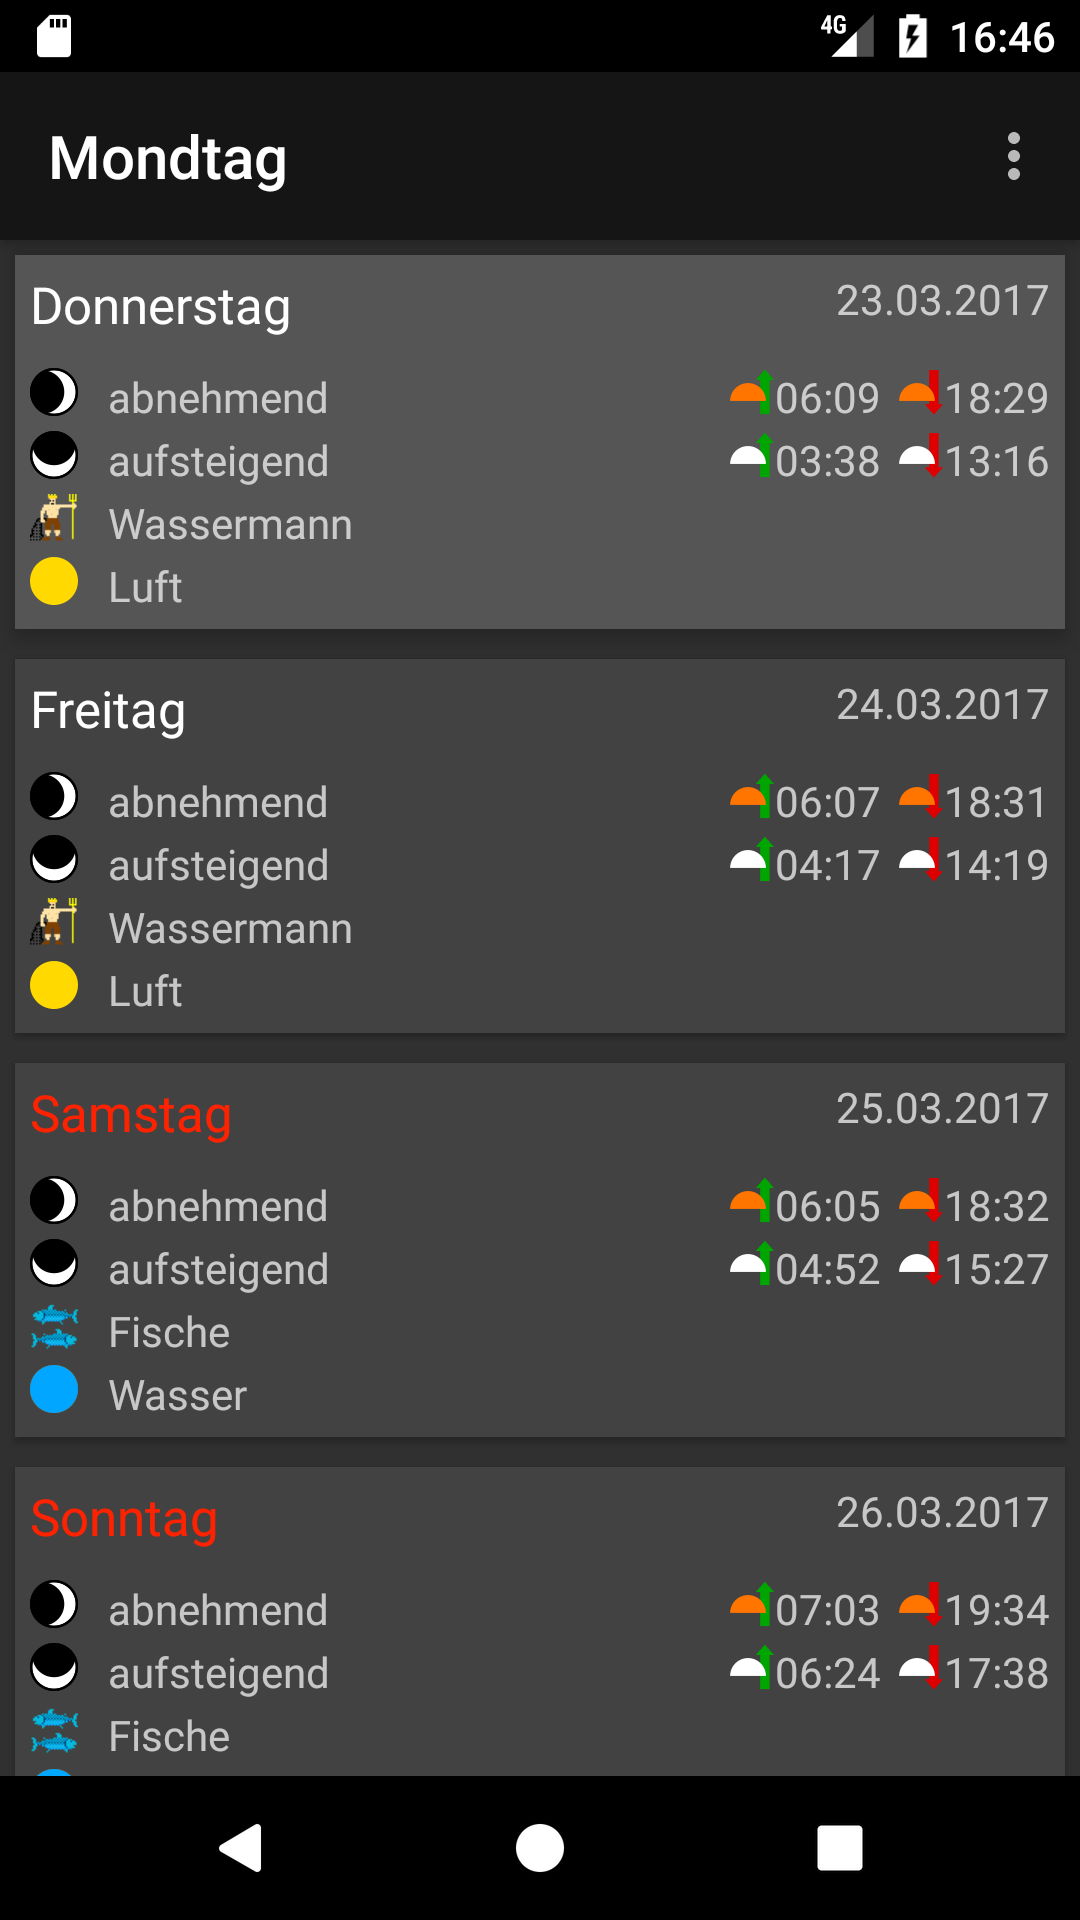 4G 16:46
Mondtag
Donnerstag 23.03.2017
abnehmend 06:09 18:29
aufsteigend 03:38 13:16
Wassermann
Luft
Freitag 24.03.2017
abnehmend 06:07 18:31
aufsteigend 04:17 14:19
Wassermann
Luft
Samstag 25.03.2017
abnehmend 06:05 18:32
aufsteigend 04:52 15:27
Fische
Wasser
Sonntag 26.03.2017
abnehmend 07:03 19:34
aufsteigend 06:24 17:38
Fische